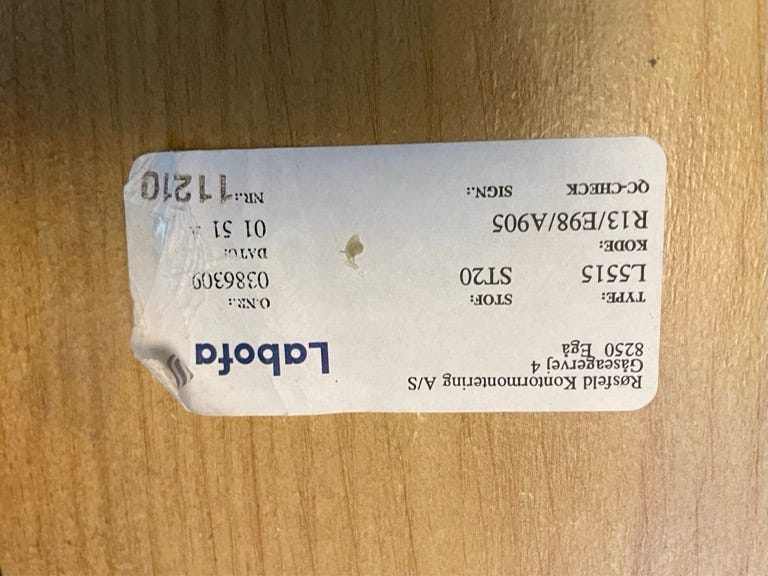 Røsfeld Kontormontering A/S
Gåseagervej 4
8250 Egå
Labofa
TYPE: STOF: O.NR.:
L5515 ST20 0386309
KODE: DATO:
R13/E98/A905 01 51
QC-CHECK SIGN.: NR.: 11210